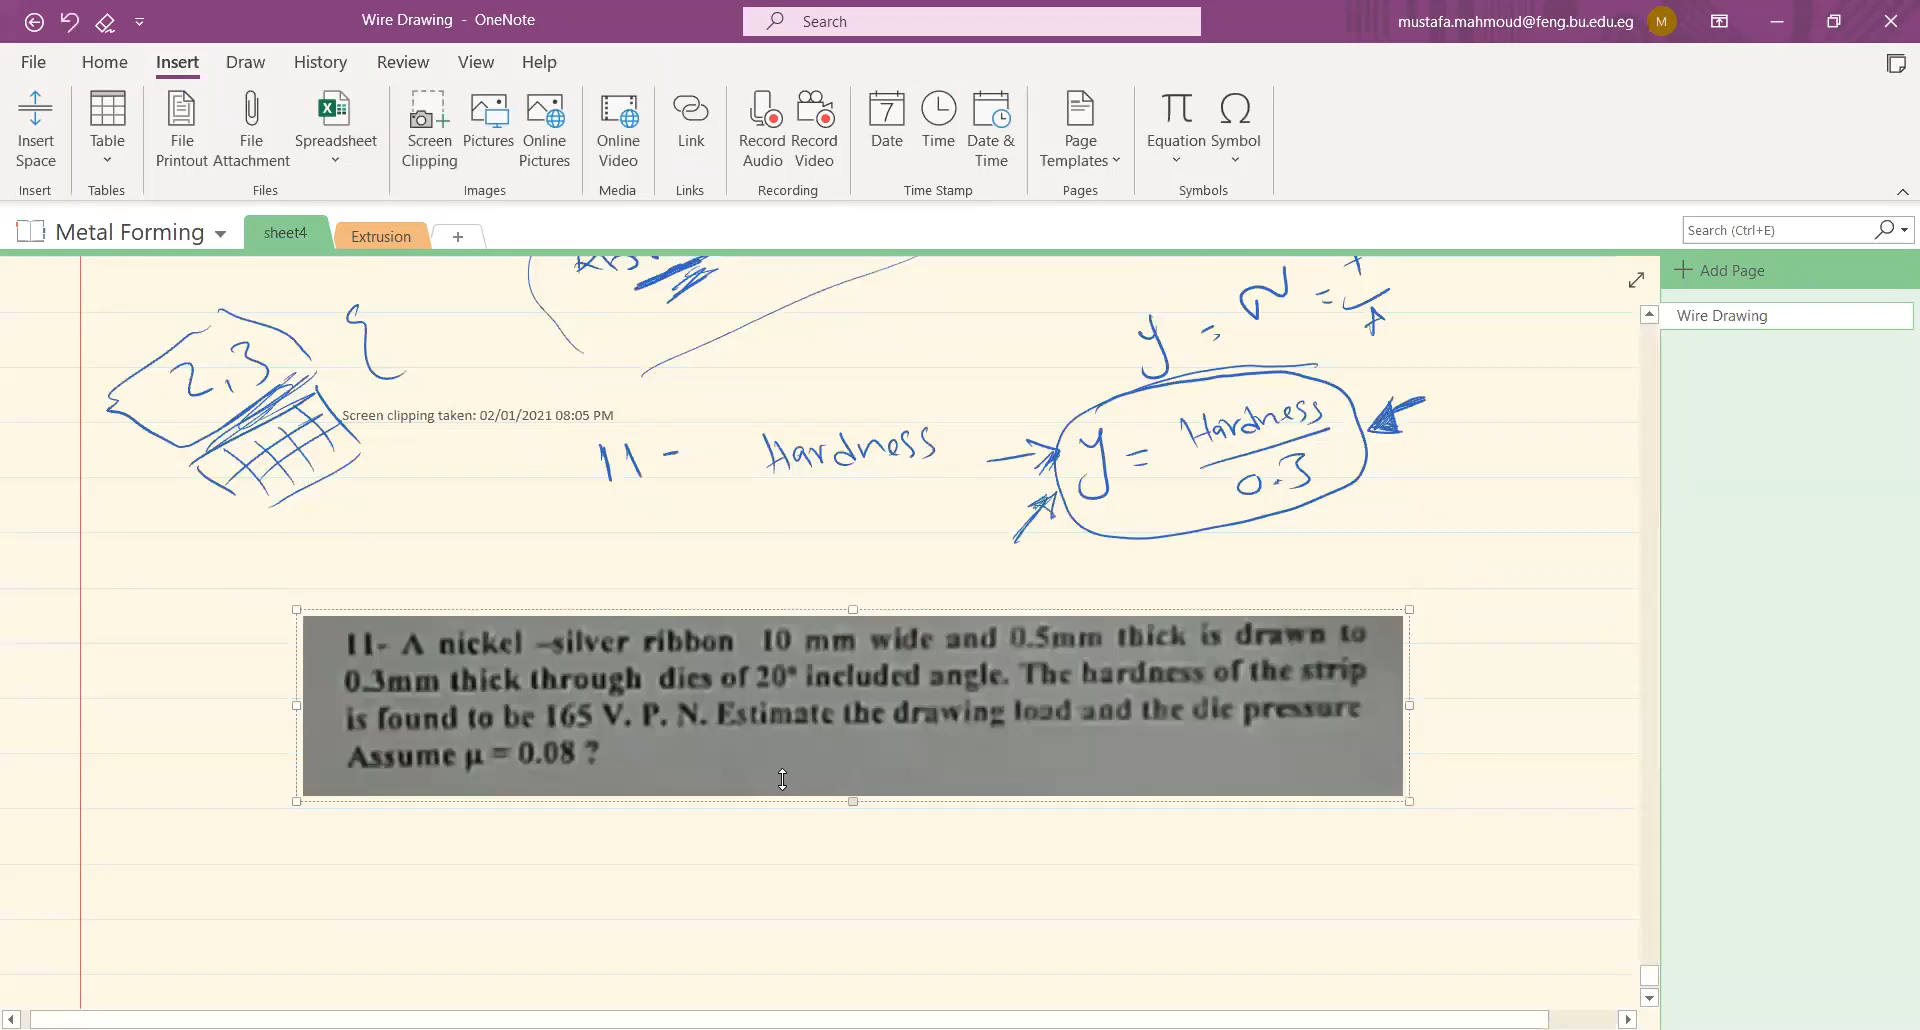 Wire Drawing - OneNote
Search
mustafa.mahmoud@feng.bu.edu.eg
M
File Home Insert Draw History Review View Help
Insert Space
Table
File Printout
File Attachment
Spreadsheet
Screen Clipping
Pictures
Online Pictures
Online Video
Link
Record Audio
Record Video
7
Date
Time
Date & Time
Page Templates
π
Equation
Ω
Symbol
Insert Tables Files Images Media Links Recording Time Stamp Pages Symbols
Metal Forming
sheet4
Extrusion
+
Search (Ctrl+E)
Add Page
Wire Drawing
2,3
y =
Screen clipping taken: 02/01/2021 08:05 PM
11 - Hardness
y = Hardness / 0.3
11- A nickel –silver ribbon 10 mm wide and 0.5mm thick is drawn to
0.3mm thick through dies of 20° included angle. The hardness of the strip
is found to be 165 V. P. N. Estimate the drawing load and the die pressure
Assume μ = 0.08 ?